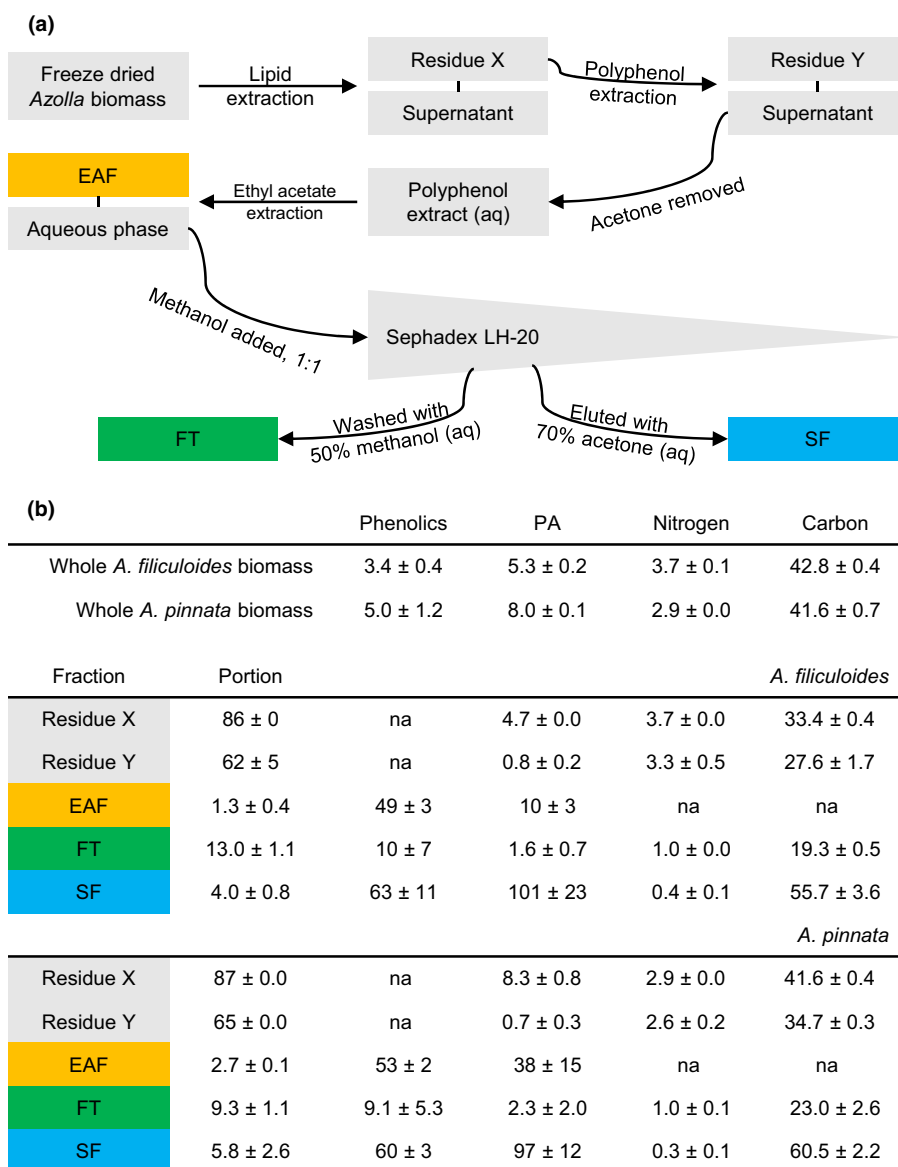 (a)
Freeze dried
Azolla biomass
Lipid
extraction
Residue X
Supernatant
Polyphenol
extraction
Residue Y
Supernatant
EAF
Aqueous phase
Ethyl acetate
extraction
Polyphenol
extract (aq)
Acetone removed
Methanol added, 1:1
Sephadex LH-20
FT
Washed with
50% methanol (aq)
Eluted with
70% acetone (aq)
SF
(b)
Phenolics PA Nitrogen Carbon
Whole A. filiculoides biomass 3.4 ± 0.4 5.3 ± 0.2 3.7 ± 0.1 42.8 ± 0.4
Whole A. pinnata biomass 5.0 ± 1.2 8.0 ± 0.1 2.9 ± 0.0 41.6 ± 0.7
Fraction Portion A. filiculoides
Residue X 86 ± 0 na 4.7 ± 0.0 3.7 ± 0.0 33.4 ± 0.4
Residue Y 62 ± 5 na 0.8 ± 0.2 3.3 ± 0.5 27.6 ± 1.7
EAF 1.3 ± 0.4 49 ± 3 10 ± 3 na na
FT 13.0 ± 1.1 10 ± 7 1.6 ± 0.7 1.0 ± 0.0 19.3 ± 0.5
SF 4.0 ± 0.8 63 ± 11 101 ± 23 0.4 ± 0.1 55.7 ± 3.6
A. pinnata
Residue X 87 ± 0.0 na 8.3 ± 0.8 2.9 ± 0.0 41.6 ± 0.4
Residue Y 65 ± 0.0 na 0.7 ± 0.3 2.6 ± 0.2 34.7 ± 0.3
EAF 2.7 ± 0.1 53 ± 2 38 ± 15 na na
FT 9.3 ± 1.1 9.1 ± 5.3 2.3 ± 2.0 1.0 ± 0.1 23.0 ± 2.6
SF 5.8 ± 2.6 60 ± 3 97 ± 12 0.3 ± 0.1 60.5 ± 2.2